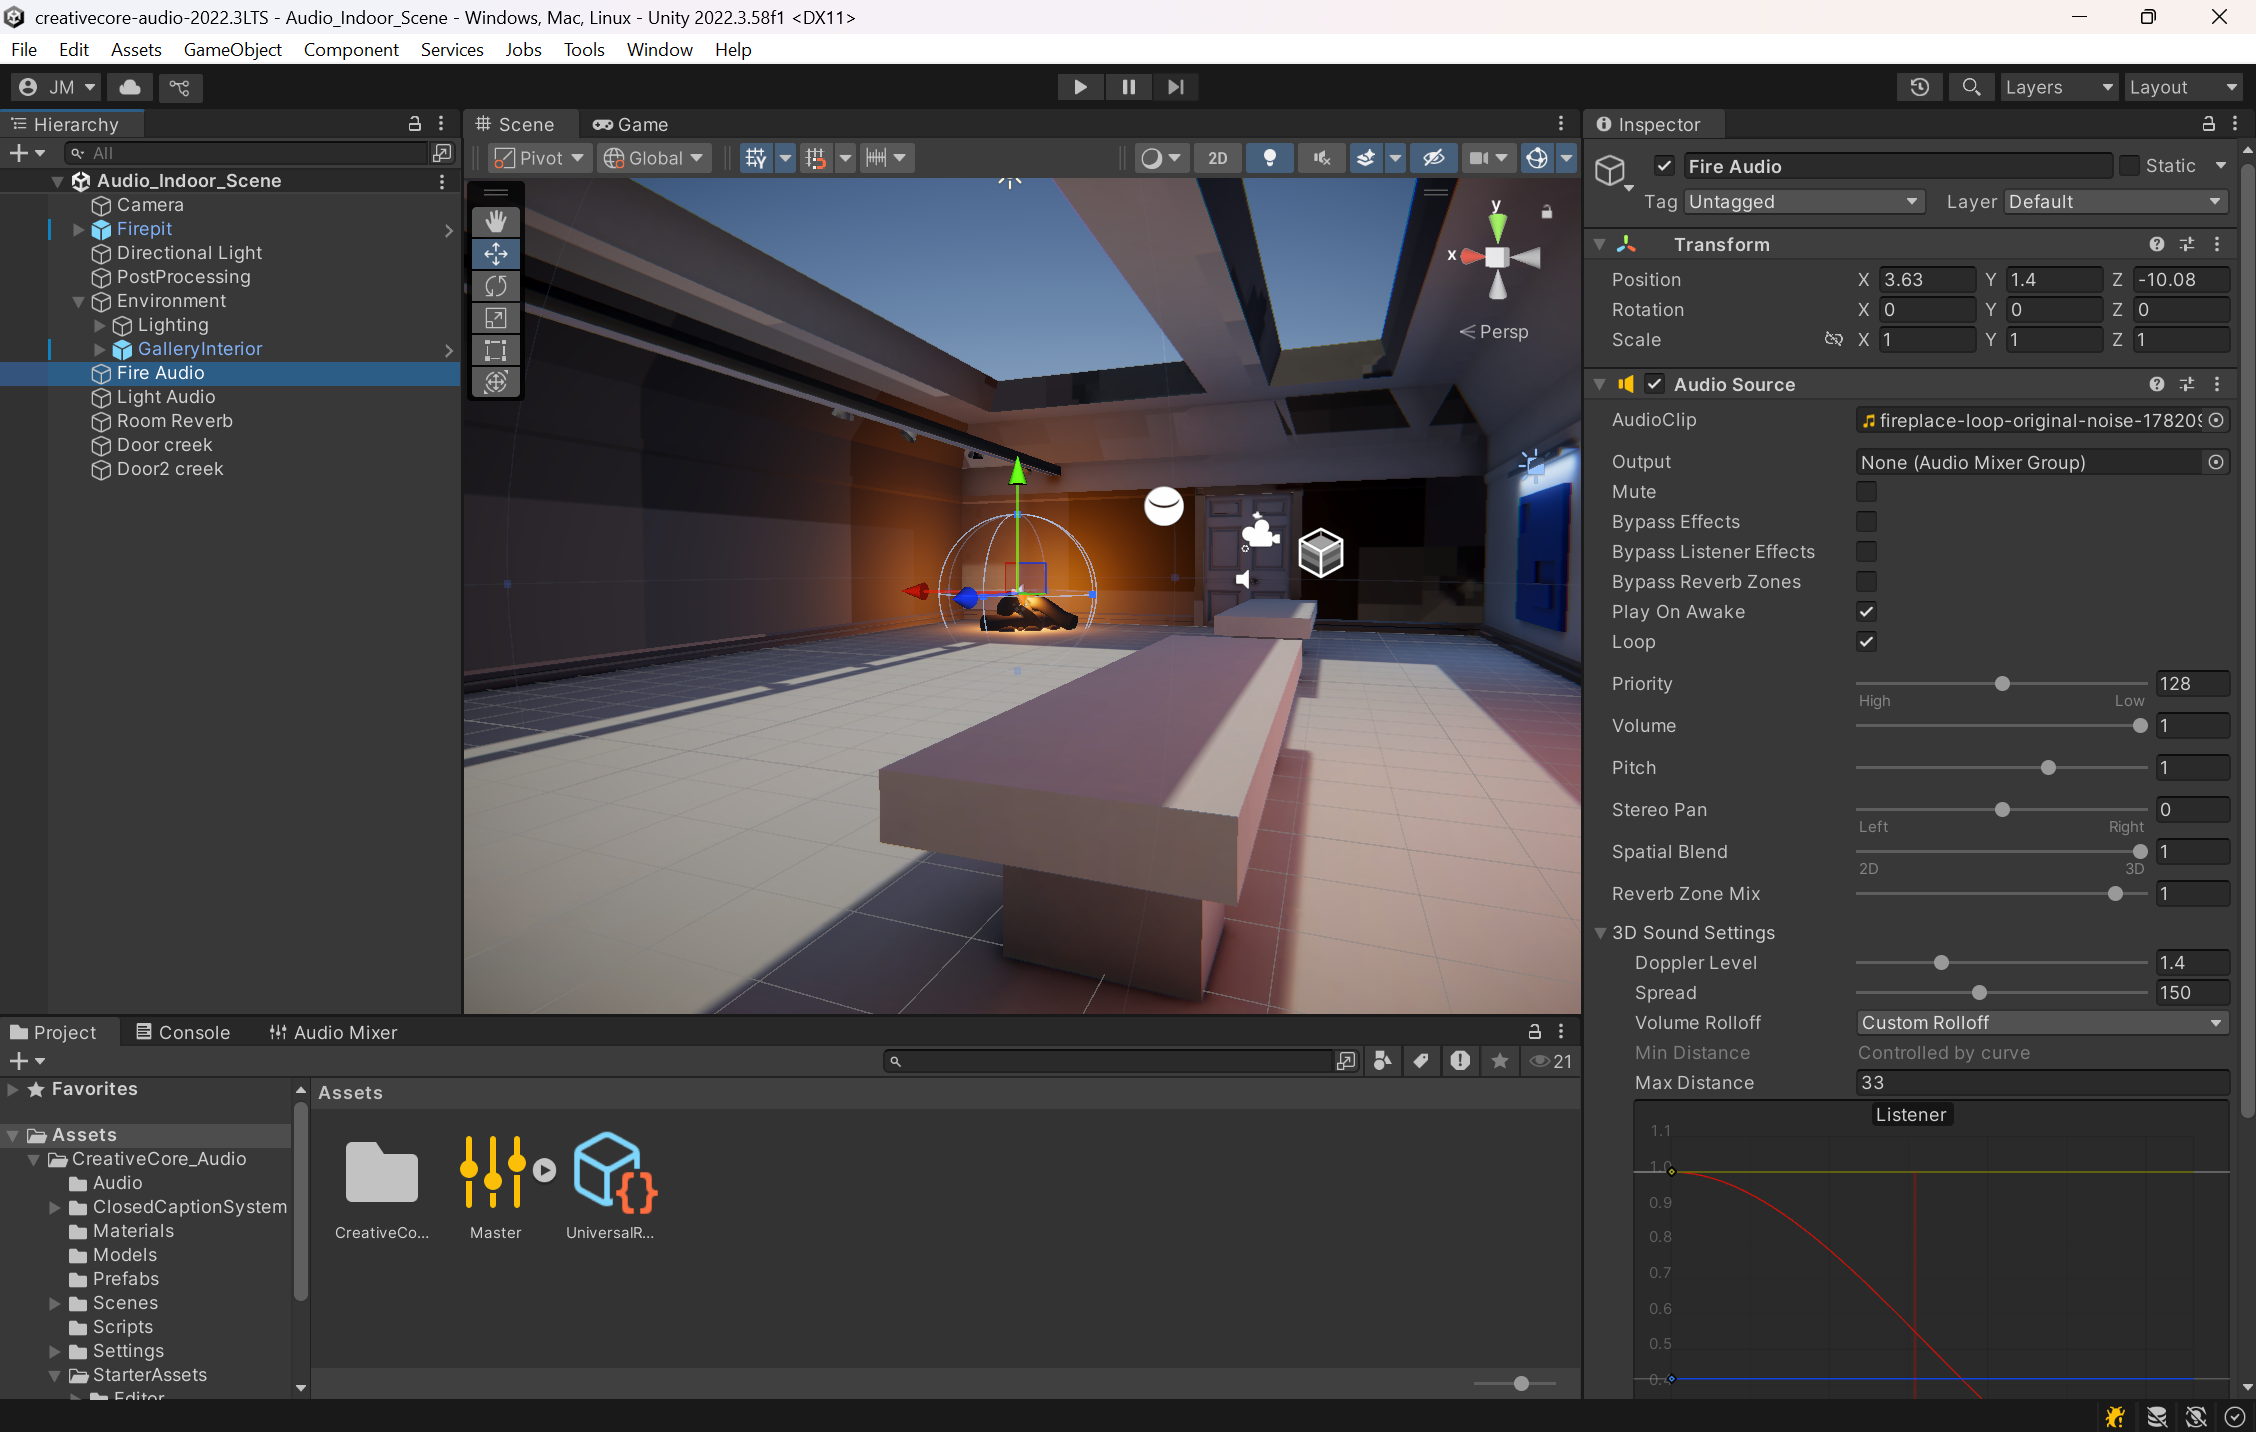 creativecore-audio-2022.3LTS - Audio_Indoor_Scene - Windows, Mac, Linux - Unity 2022.3.58f1 <DX11>
File Edit Assets GameObject Component Services Jobs Tools Window Help
JM
Layers Layout
Hierarchy
All
Audio_Indoor_Scene
Camera
Firepit
Directional Light
PostProcessing
Environment
Lighting
GalleryInterior
Fire Audio
Light Audio
Room Reverb
Door creek
Door2 creek
Scene Game
Pivot Global 2D
y
x
Persp
Inspector
Fire Audio Static
Tag Untagged Layer Default
Transform
Position X 3.63 Y 1.4 Z -10.08
Rotation X 0 Y 0 Z 0
Scale X 1 Y 1 Z 1
Audio Source
AudioClip fireplace-loop-original-noise-178209
Output None (Audio Mixer Group)
Mute
Bypass Effects
Bypass Listener Effects
Bypass Reverb Zones
Play On Awake
Loop
Priority 128
High Low
Volume 1
Pitch 1
Stereo Pan 0
Left Right
Spatial Blend 1
2D 3D
Reverb Zone Mix 1
3D Sound Settings
Doppler Level 1.4
Spread 150
Volume Rolloff Custom Rolloff
Min Distance Controlled by curve
Max Distance 33
Listener
1.1
1.0
0.9
0.8
0.7
0.6
0.5
0.4
Project Console Audio Mixer
21
Favorites
Assets
CreativeCore_Audio
Audio
ClosedCaptionSystem
Materials
Models
Prefabs
Scenes
Scripts
Settings
StarterAssets
Editor
Assets
CreativeCo... Master UniversalR...